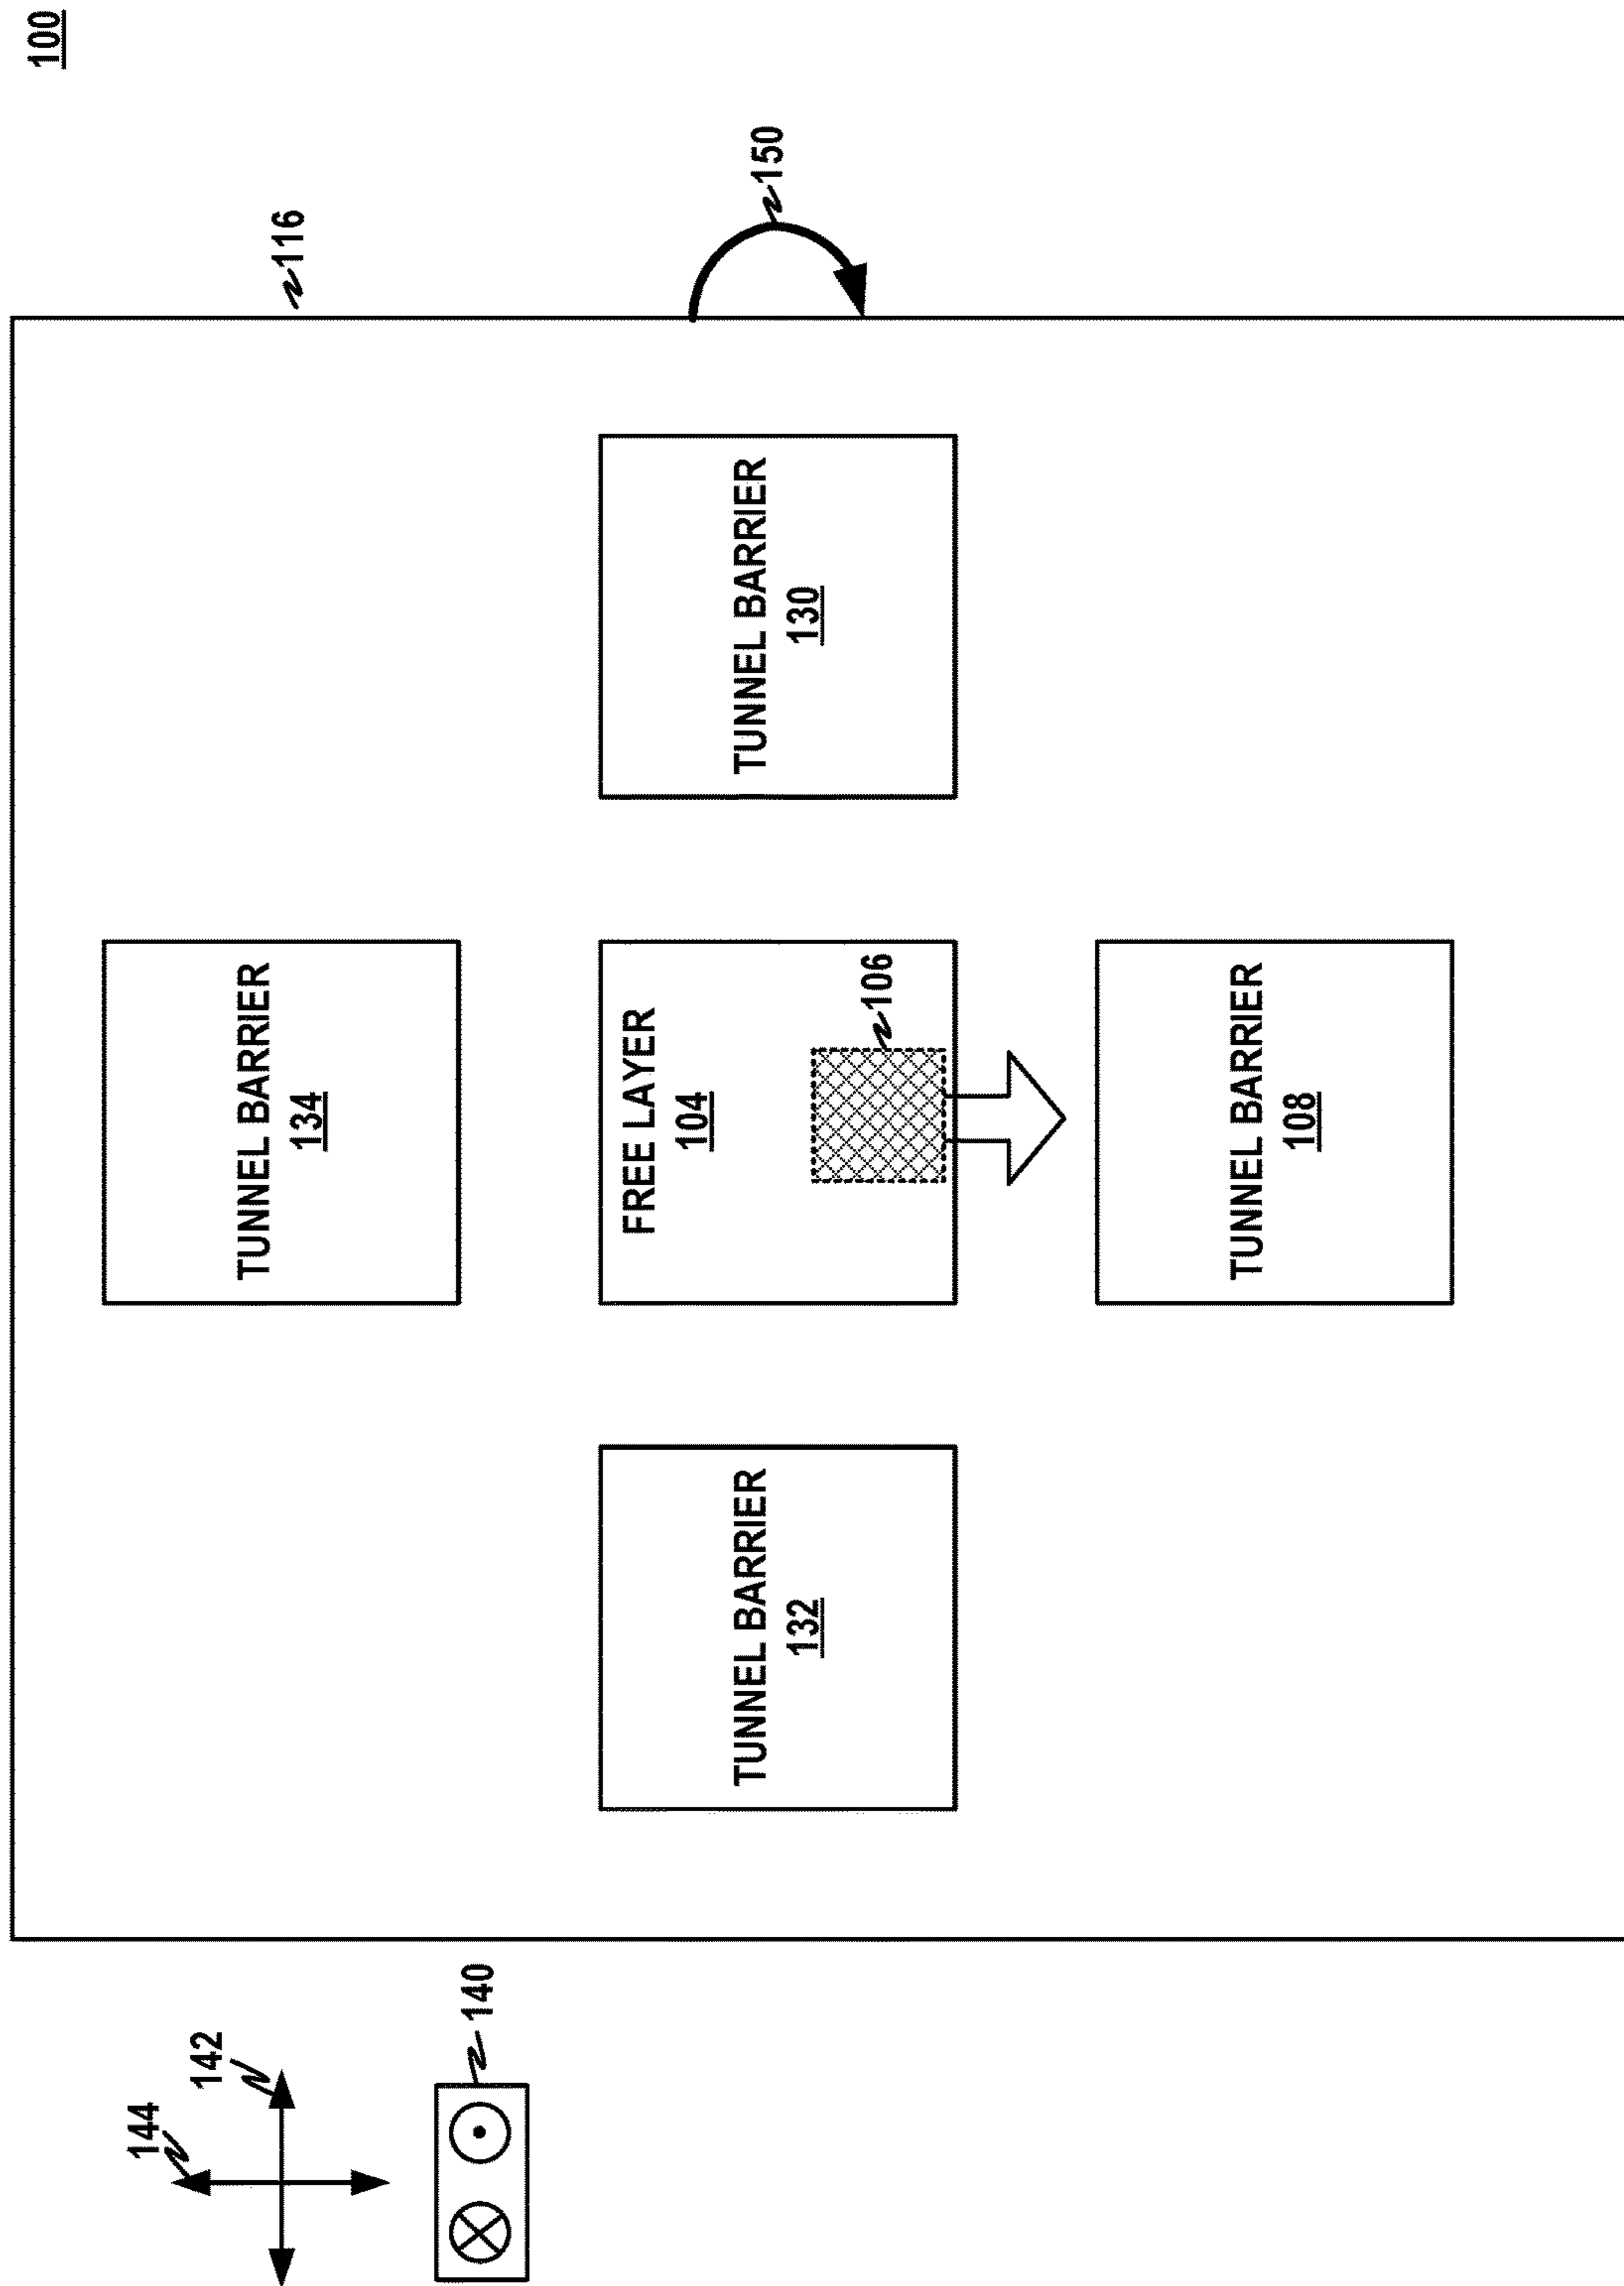 100
144
142
116
TUNNEL BARRIER
134
140
FREE LAYER
104
TUNNEL BARRIER
132
TUNNEL BARRIER
130
150
106
TUNNEL BARRIER
108